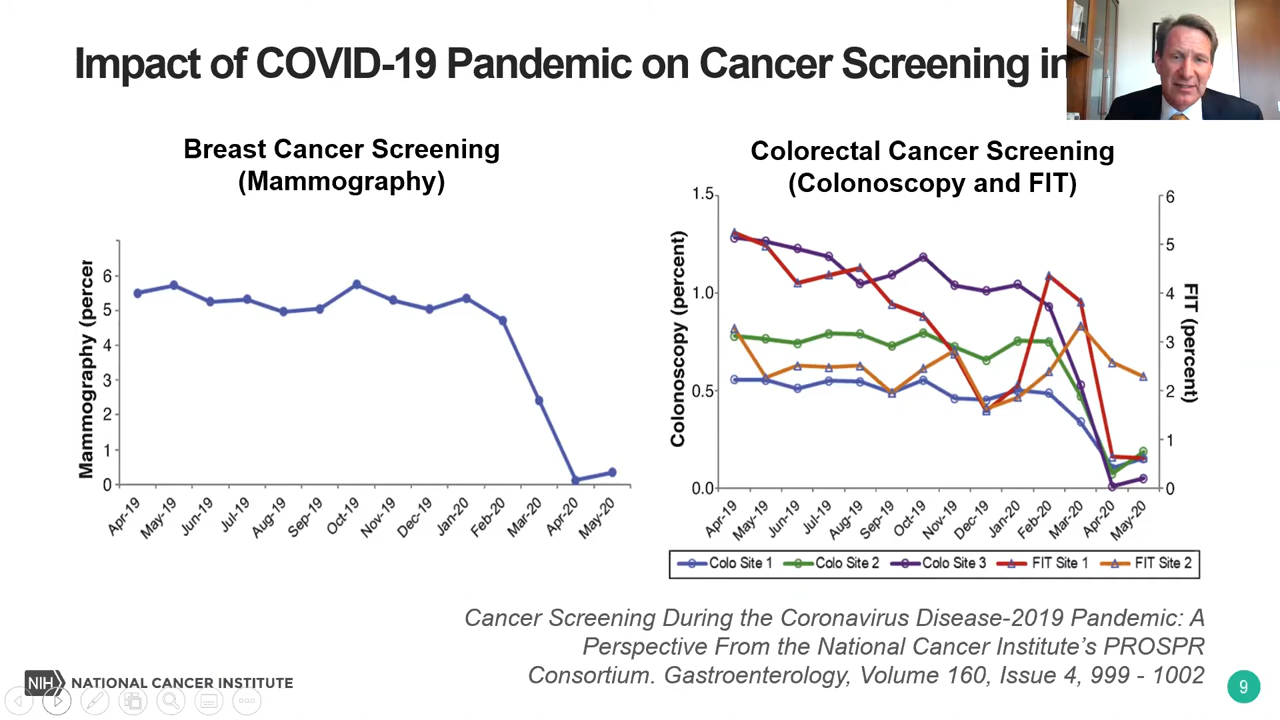 Impact of COVID-19 Pandemic on Cancer Screening in
Breast Cancer Screening
(Mammography)
Mammography (percer
6
5
4
3
2
1
0
Apr-19
May-19
Jun-19
Jul-19
Aug-19
Sep-19
Oct-19
Nov-19
Dec-19
Jan-20
Feb-20
Mar-20
Apr-20
May-20
Colorectal Cancer Screening
(Colonoscopy and FIT)
Colonoscopy (percent)
1.5
1.0
0.5
0.0
6
5
4
3
2
1
0
FIT (percent)
Apr-19
May-19
Jun-19
Jul-19
Aug-19
Sep-19
Oct-19
Nov-19
Dec-19
Jan-20
Feb-20
Mar-20
Apr-20
May-20
Colo Site 1 Colo Site 2 Colo Site 3 FIT Site 1 FIT Site 2
Cancer Screening During the Coronavirus Disease-2019 Pandemic: A
Perspective From the National Cancer Institute's PROSPR
Consortium. Gastroenterology, Volume 160, Issue 4, 999 - 1002
NIH NATIONAL CANCER INSTITUTE
9